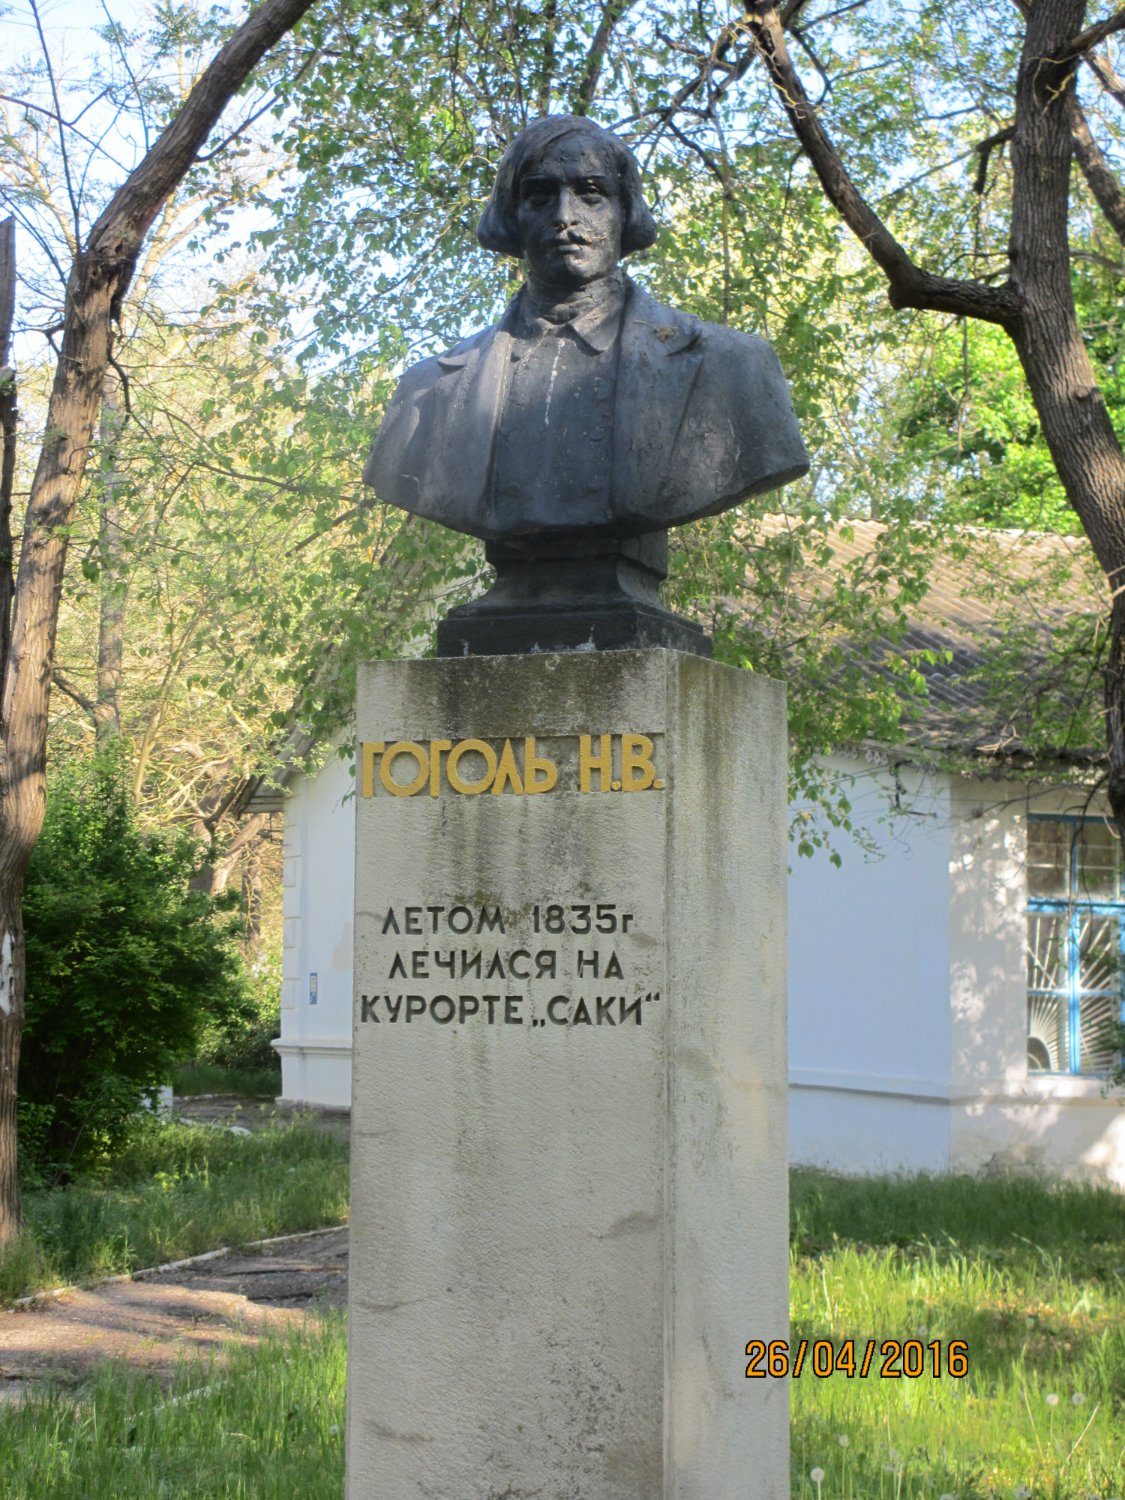 ГОГОЛЬ Н.В.
ЛЕТОМ 1835г
ЛЕЧИЛСЯ НА
КУРОРТЕ „САКИ“
26/04/2016